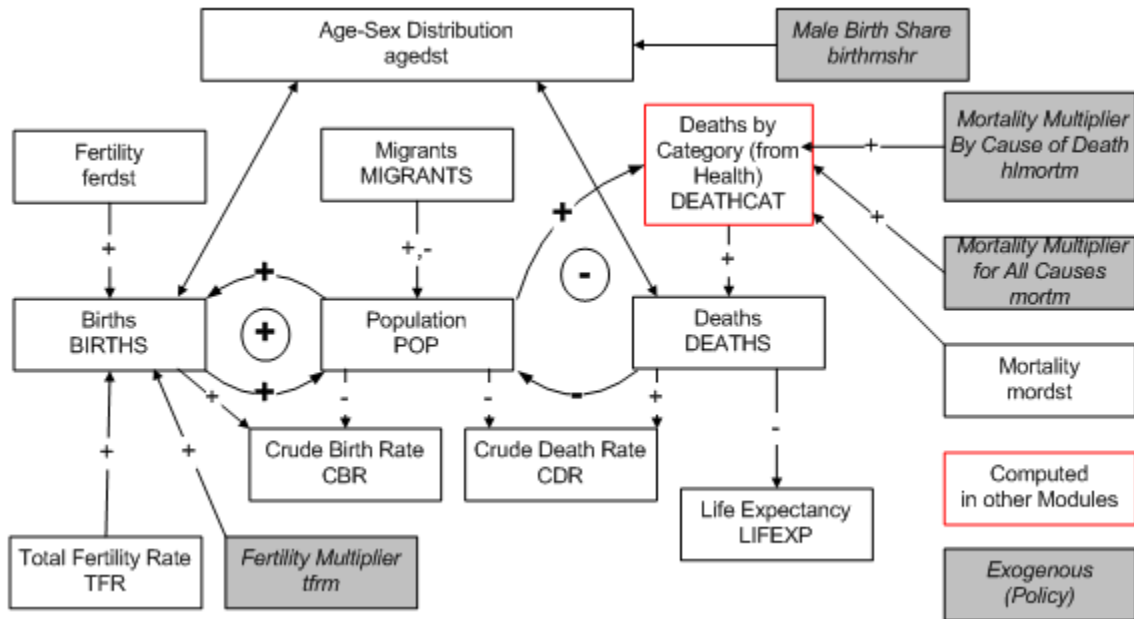 Age-Sex Distribution
agedst
Male Birth Share
birthmshr
Fertility
ferdst
Migrants
MIGRANTS
Deaths by
Category (from
Health)
DEATHCAT
Mortality Multiplier
By Cause of Death
hlmortm
+
+
+,-
+
+
+
+
-
Mortality Multiplier
for All Causes
mortm
Births
BIRTHS
+
+
Population
POP
Deaths
DEATHS
Mortality
mordst
+
-
-
-
+
-
Crude Birth Rate
CBR
Crude Death Rate
CDR
+
+
Computed
in other Modules
Life Expectancy
LIFEXP
Total Fertility Rate
TFR
Fertility Multiplier
tfrm
Exogenous
(Policy)